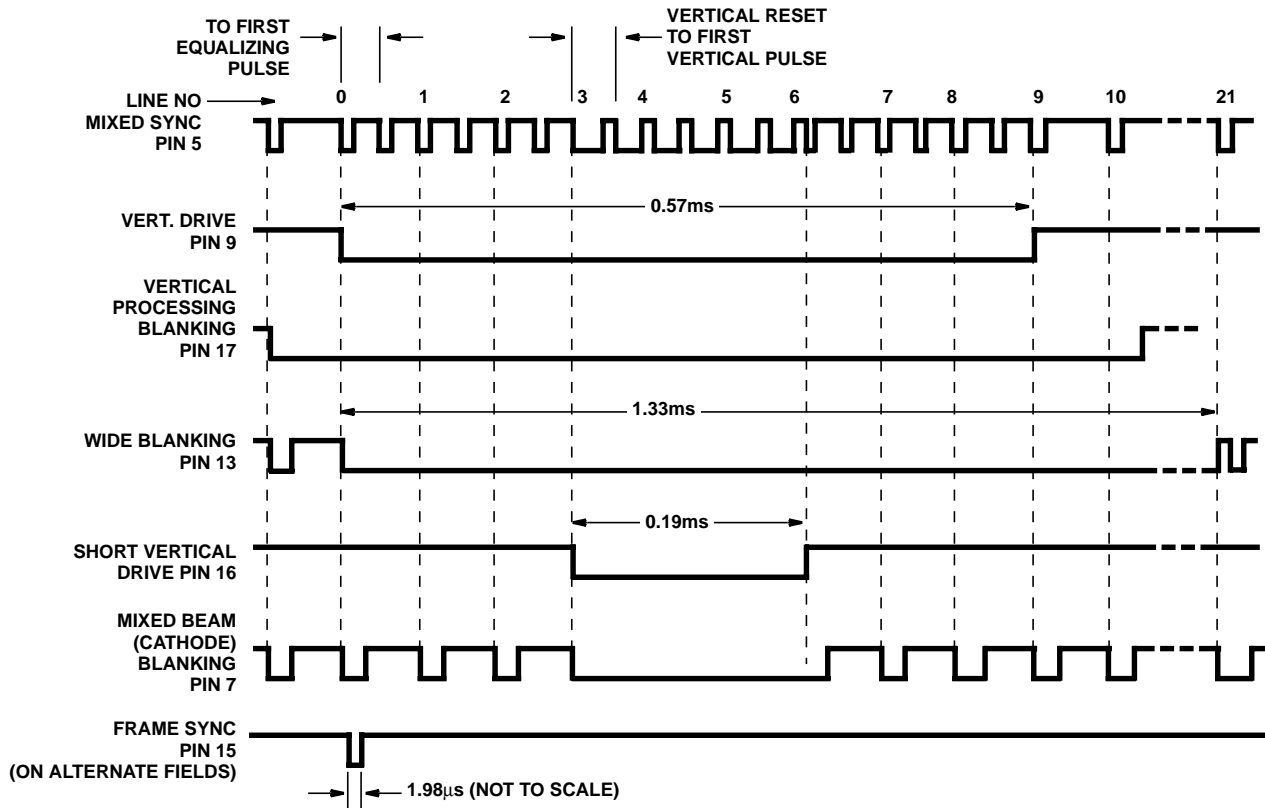 TO FIRST
EQUALIZING
PULSE
VERTICAL RESET
TO FIRST
VERTICAL PULSE
LINE NO
0 1 2 3 4 5 6 7 8 9 10 21
MIXED SYNC
PIN 5
0.57ms
VERT. DRIVE
PIN 9
VERTICAL
PROCESSING
BLANKING
PIN 17
1.33ms
WIDE BLANKING
PIN 13
0.19ms
SHORT VERTICAL
DRIVE PIN 16
MIXED BEAM
(CATHODE)
BLANKING
PIN 7
FRAME SYNC
PIN 15
(ON ALTERNATE FIELDS)
1.98μs (NOT TO SCALE)